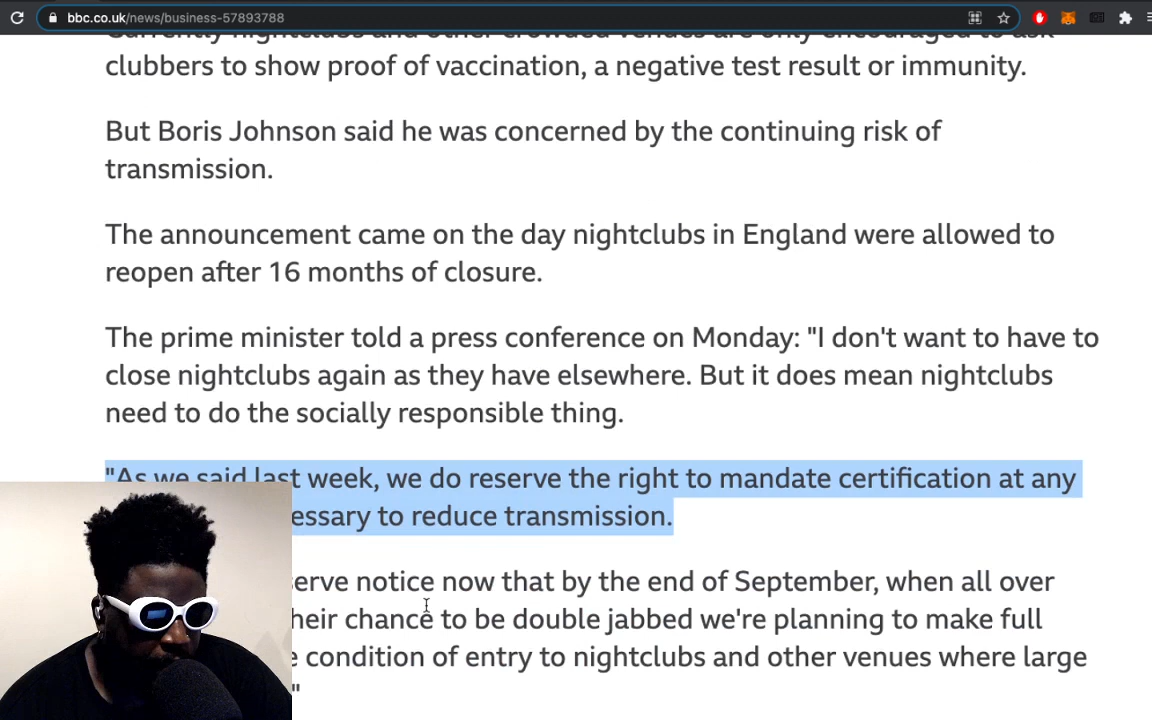 bbc.co.uk/news/business-57893788
Currently nightclubs and other crowded venues are only encouraged to ask
clubbers to show proof of vaccination, a negative test result or immunity.
But Boris Johnson said he was concerned by the continuing risk of
transmission.
The announcement came on the day nightclubs in England were allowed to
reopen after 16 months of closure.
The prime minister told a press conference on Monday: "I don't want to have to
close nightclubs again as they have elsewhere. But it does mean nightclubs
need to do the socially responsible thing.
"As we said last week, we do reserve the right to mandate certification at any
essary to reduce transmission.
serve notice now that by the end of September, when all over
heir chance to be double jabbed we're planning to make full
condition of entry to nightclubs and other venues where large
"